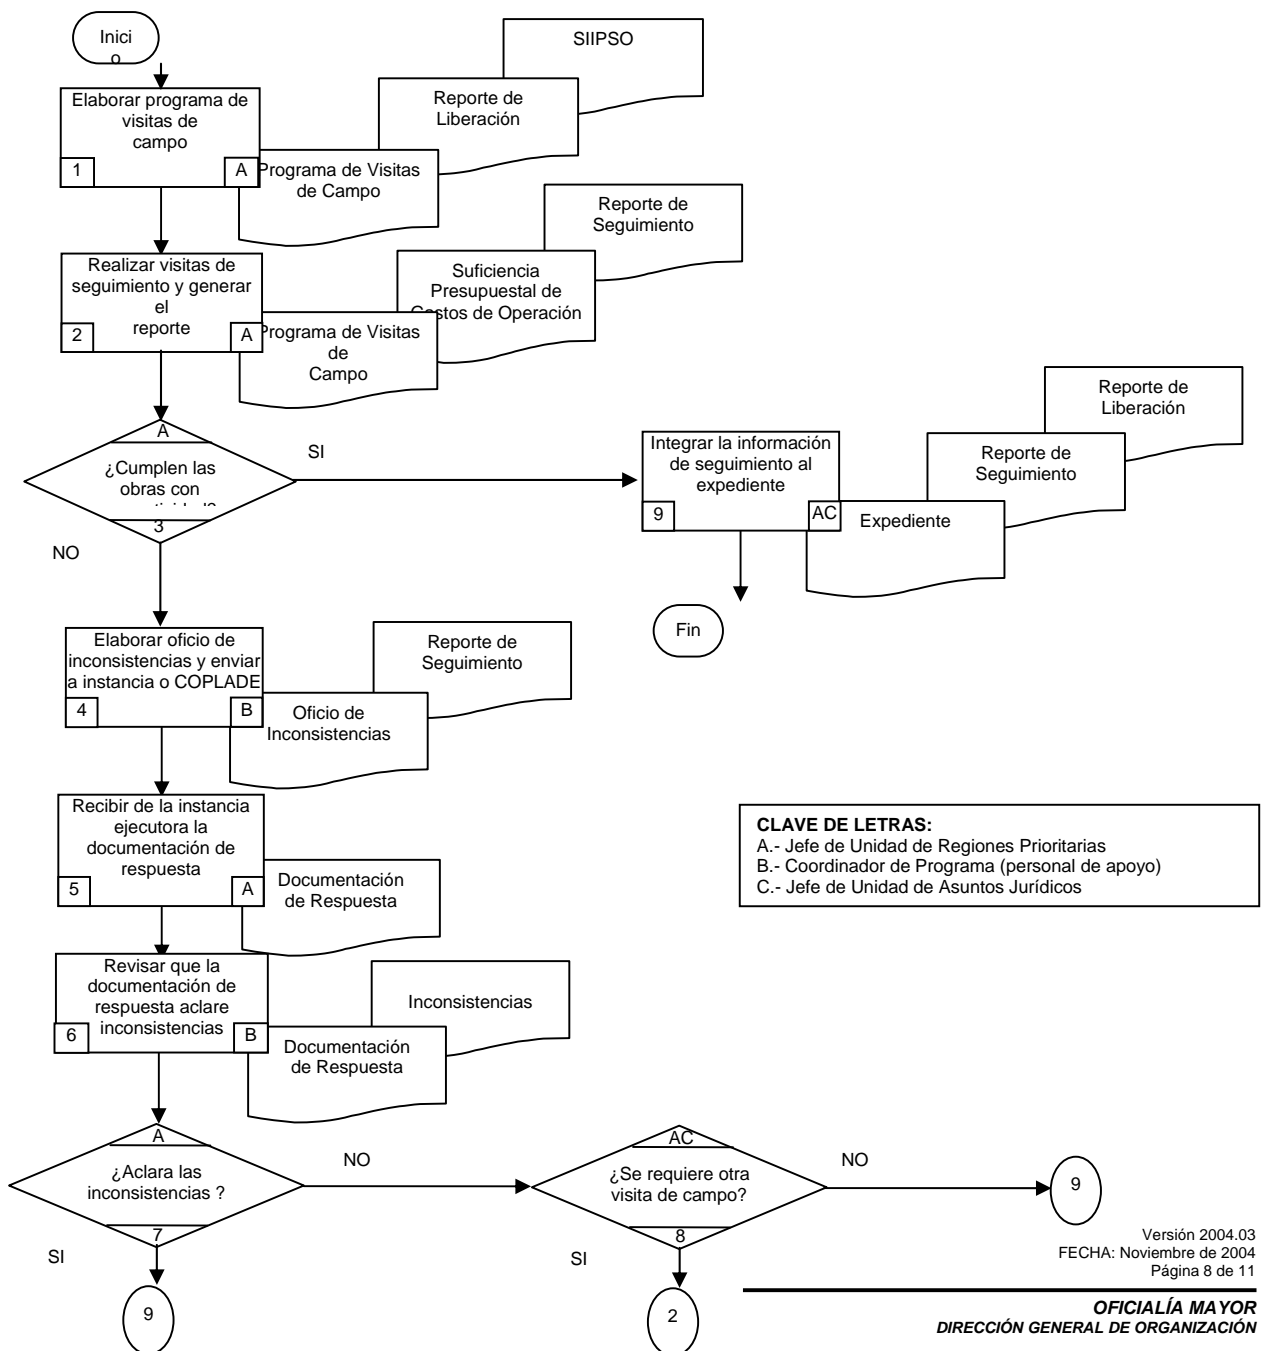 Inici
o
SIIPSO
Elaborar programa de
visitas de
campo
1
A
Reporte de
Liberación
Programa de Visitas
de Campo
Realizar visitas de
seguimiento y generar
el
reporte
2
A
Reporte de
Seguimiento
Suficiencia
Presupuestal de
Gastos de Operación
Programa de Visitas
de
Campo
A
¿Cumplen las
obras con
3
SI
NO
Integrar la información
de seguimiento al
expediente
9
AC
Reporte de
Liberación
Reporte de
Seguimiento
Expediente
Fin
Elaborar oficio de
inconsistencias y enviar
a instancia o COPLADE
4
B
Reporte de
Seguimiento
Oficio de
Inconsistencias
Recibir de la instancia
ejecutora la
documentación de
respuesta
5
A
Documentación
de Respuesta
CLAVE DE LETRAS:
A.- Jefe de Unidad de Regiones Prioritarias
B.- Coordinador de Programa (personal de apoyo)
C.- Jefe de Unidad de Asuntos Jurídicos
Revisar que la
documentación de
respuesta aclare
inconsistencias
6
B
Inconsistencias
Documentación
de Respuesta
A
¿Aclara las
inconsistencias ?
7
NO
SI
AC
¿Se requiere otra
visita de campo?
8
NO
SI
9
9
2
Versión 2004.03
FECHA: Noviembre de 2004
Página 8 de 11
OFICIALÍA MAYOR
DIRECCIÓN GENERAL DE ORGANIZACIÓN